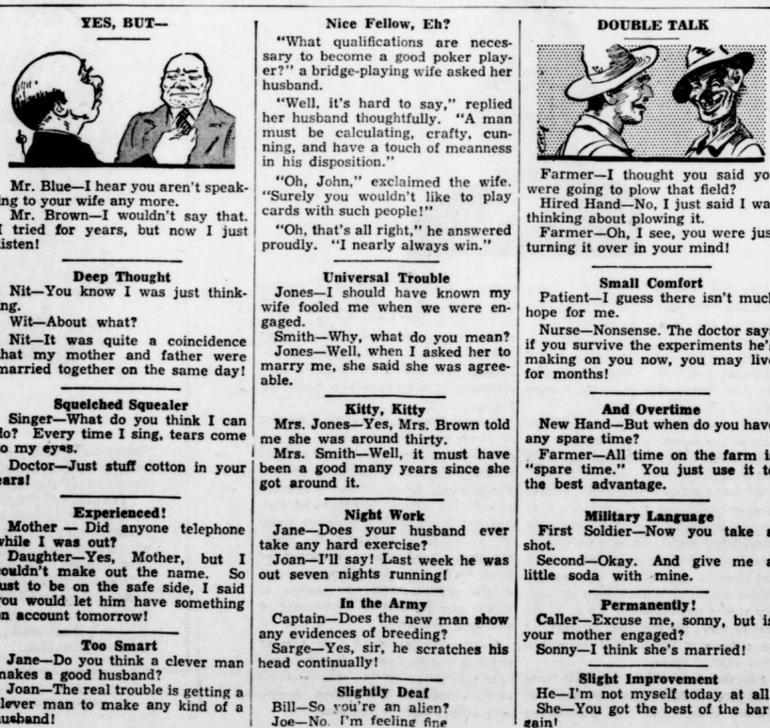 YES, BUT—
Mr. Blue—I hear you aren't speak-
ng to your wife any more.
Mr. Brown—I wouldn't say that.
I tried for years, but now I just
isten!
Deep Thought
Nit—You know I was just think-
ng.
Wit—About what?
Nit—It was quite a coincidence
hat my mother and father were
married together on the same day!
Squelched Squealer
Singer—What do you think I can
do? Every time I sing, tears come
o my eyes.
Doctor—Just stuff cotton in your
ears!
Experienced!
Mother — Did anyone telephone
while I was out?
Daughter—Yes, Mother, but I
couldn't make out the name. So
ust to be on the safe side, I said
you would let him have something
on account tomorrow!
Too Smart
Jane—Do you think a clever man
makes a good husband?
Joan—The real trouble is getting a
clever man to make any kind of a
husband!
Nice Fellow, Eh?
"What qualifications are neces-
sary to become a good poker play-
er?" a bridge-playing wife asked her
husband.
"Well, it's hard to say," replied
her husband thoughtfully. "A man
must be calculating, crafty, cun-
ning, and have a touch of meanness
in his disposition."
"Oh, John," exclaimed the wife.
"Surely you wouldn't like to play
cards with such people!"
"Oh, that's all right," he answered
proudly. "I nearly always win."
Universal Trouble
Jones—I should have known my
wife fooled me when we were en-
gaged.
Smith—Why, what do you mean?
Jones—Well, when I asked her to
marry me, she said she was agree-
able.
Kitty, Kitty
Mrs. Jones—Yes, Mrs. Brown told
me she was around thirty.
Mrs. Smith—Well, it must have
been a good many years since she
got around it.
Night Work
Jane—Does your husband ever
take any hard exercise?
Joan—I'll say! Last week he was
out seven nights running!
In the Army
Captain—Does the new man show
any evidences of breeding?
Sarge—Yes, sir, he scratches his
head continually!
Slightly Deaf
Bill—So you're an alien?
Joe—No. I'm feeling fine
DOUBLE TALK
Farmer—I thought you said yo
were going to plow that field?
Hired Hand—No, I just said I wa
thinking about plowing it.
Farmer—Oh, I see, you were jus
turning it over in your mind!
Small Comfort
Patient—I guess there isn't much
hope for me.
Nurse—Nonsense. The doctor say
if you survive the experiments he's
making on you now, you may live
for months!
And Overtime
New Hand—But when do you have
any spare time?
Farmer—All time on the farm i
"spare time." You just use it to
the best advantage.
Military Language
First Soldier—Now you take a
shot.
Second—Okay. And give me a
little soda with mine.
Permanently!
Caller—Excuse me, sonny, but i
your mother engaged?
Sonny—I think she's married!
Slight Improvement
He—I'm not myself today at all
She—You got the best of the bar
gain!